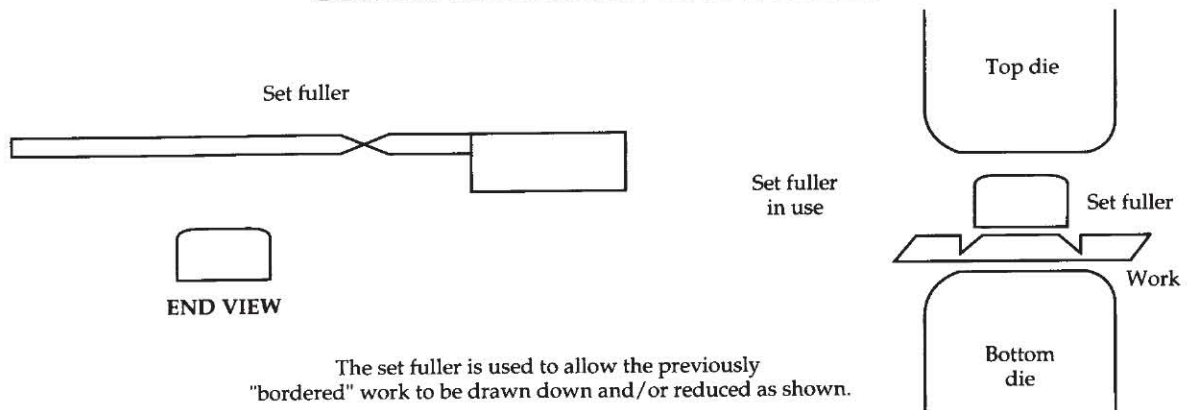 Set fuller
END VIEW
Set fuller
in use
Top die
Set fuller
Work
Bottom
die
The set fuller is used to allow the previously
"bordered" work to be drawn down and/or reduced as shown.